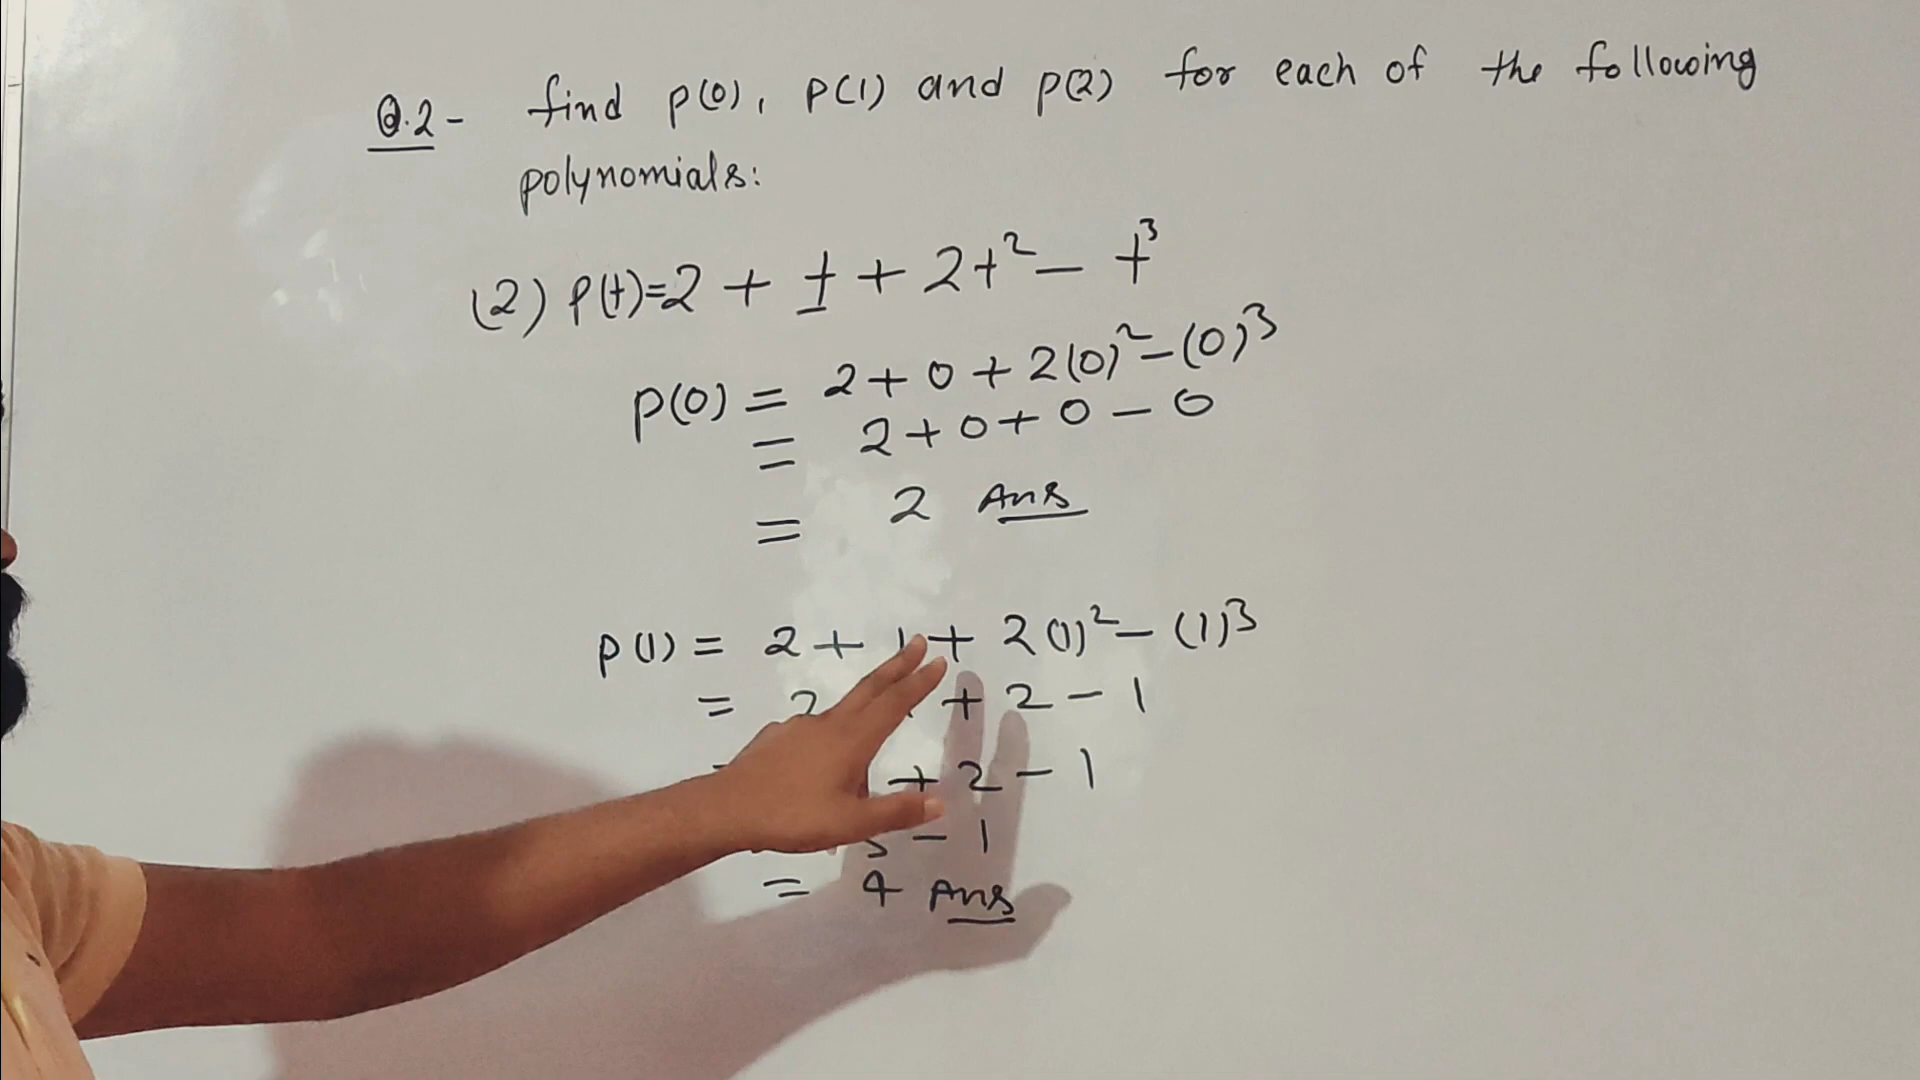 Q.2- find p(0), p(1) and p(2) for each of the following
polynomials:
(2) p(t)=2 + t + 2t² - t³
p(0) = 2+0+2(0)²-(0)³
= 2+0+0-0
= 2 Ans
p(1) = 2+1+2(1)²-(1)³
= 2 + 2 - 1
+ 2 - 1
- 1
= 4 Ans